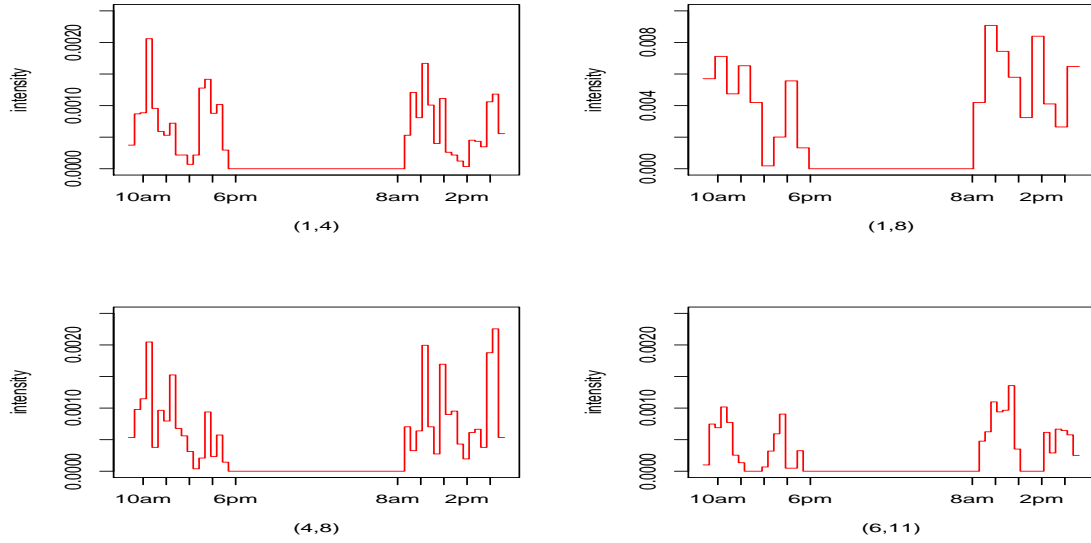 intensity
0.0020
0.0010
0.0000
10am 6pm 8am 2pm
(1,4)
intensity
0.008
0.004
0.000
10am 6pm 8am 2pm
(1,8)
intensity
0.0020
0.0010
0.0000
10am 6pm 8am 2pm
(4,8)
intensity
0.0020
0.0010
0.0000
10am 6pm 8am 2pm
(6,11)